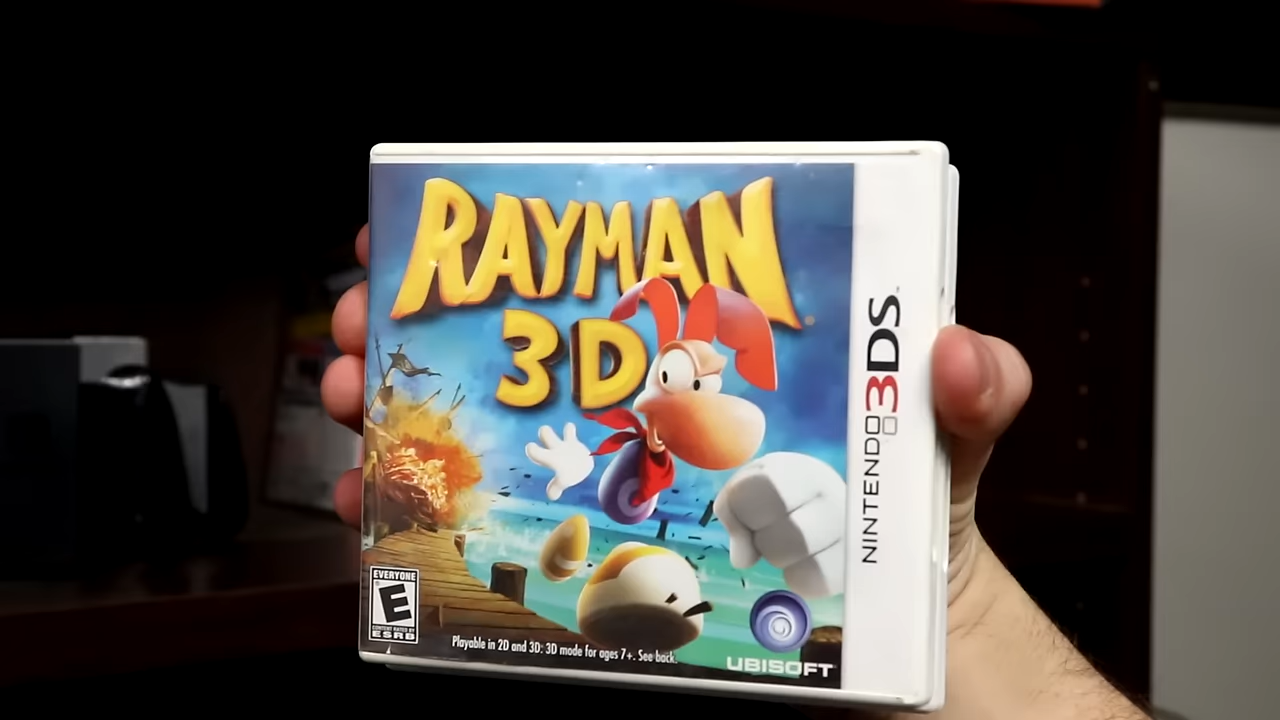 RAYMAN
3D
NINTENDO 3DS™
EVERYONE
E
CONTENT RATED BY
ESRB
Playable in 2D and 3D. 3D mode for ages 7+. See back.
UBISOFT